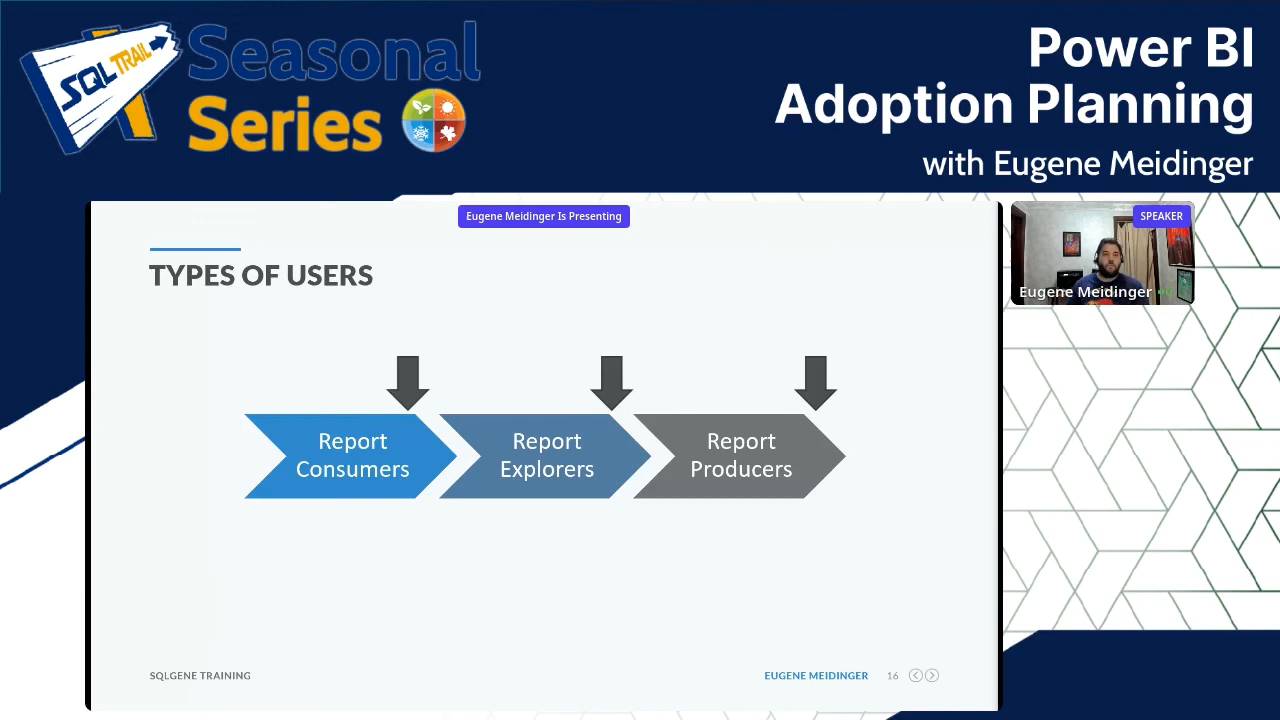 SQL TRAIL
Seasonal
Series
Power BI
Adoption Planning
with Eugene Meidinger
Eugene Meidinger Is Presenting
SPEAKER
Eugene Meidinger
TYPES OF USERS
Report
Consumers
Report
Explorers
Report
Producers
SQLGENE TRAINING
EUGENE MEIDINGER
16